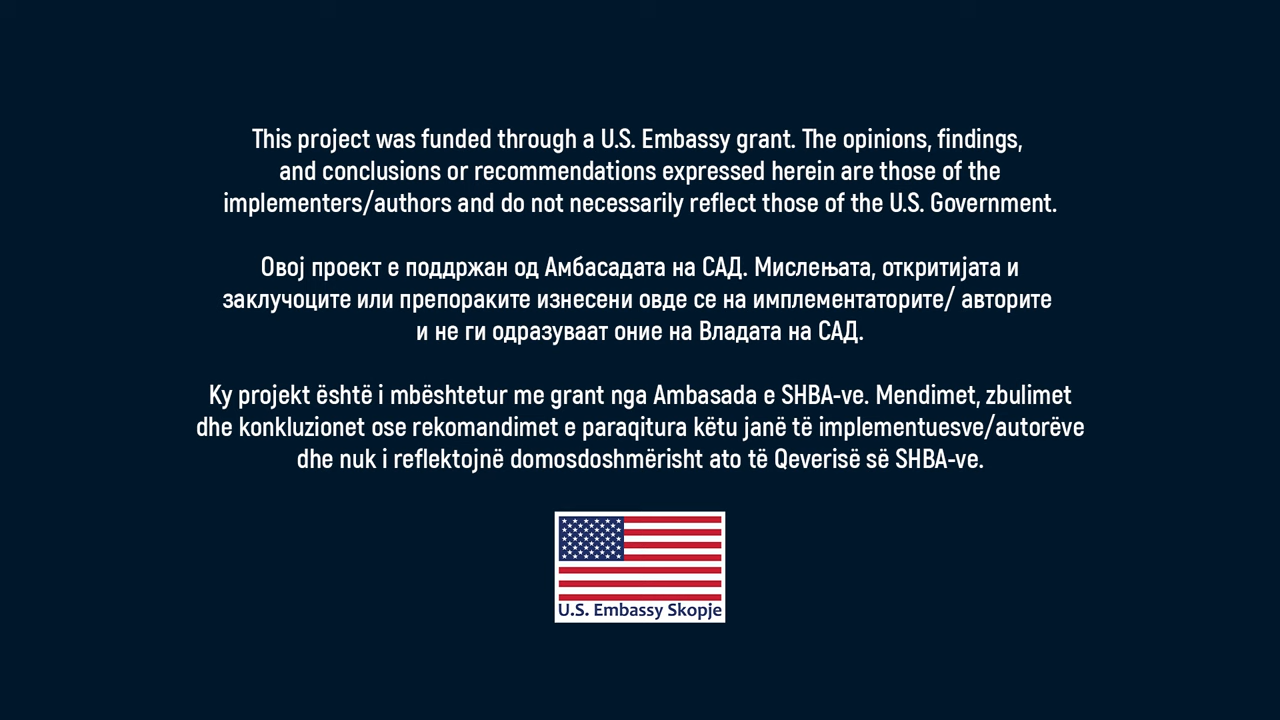 This project was funded through a U.S. Embassy grant. The opinions, findings,
and conclusions or recommendations expressed herein are those of the
implementers/authors and do not necessarily reflect those of the U.S. Government.
Овој проект е поддржан од Амбасадата на САД. Мислењата, откритијата и
заклучоците или препораките изнесени овде се на имплементаторите/ авторите
и не ги одразуваат оние на Владата на САД.
Ky projekt është i mbështetur me grant nga Ambasada e SHBA-ve. Mendimet, zbulimet
dhe konkluzionet ose rekomandimet e paraqitura këtu janë të implementuesve/autorëve
dhe nuk i reflektojnë domosdoshmërisht ato të Qeverisë së SHBA-ve.
U.S. Embassy Skopje